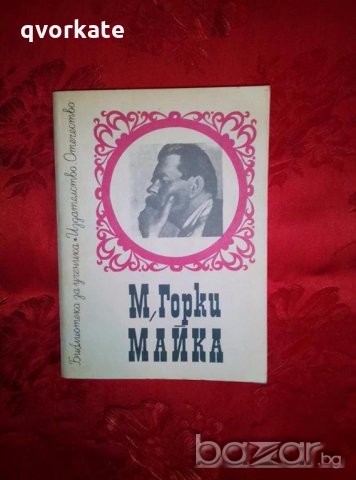 qvorkate
Библиотека за ученика • Издателство Отечество
М. Горки
МАЙКА
bazar.bg